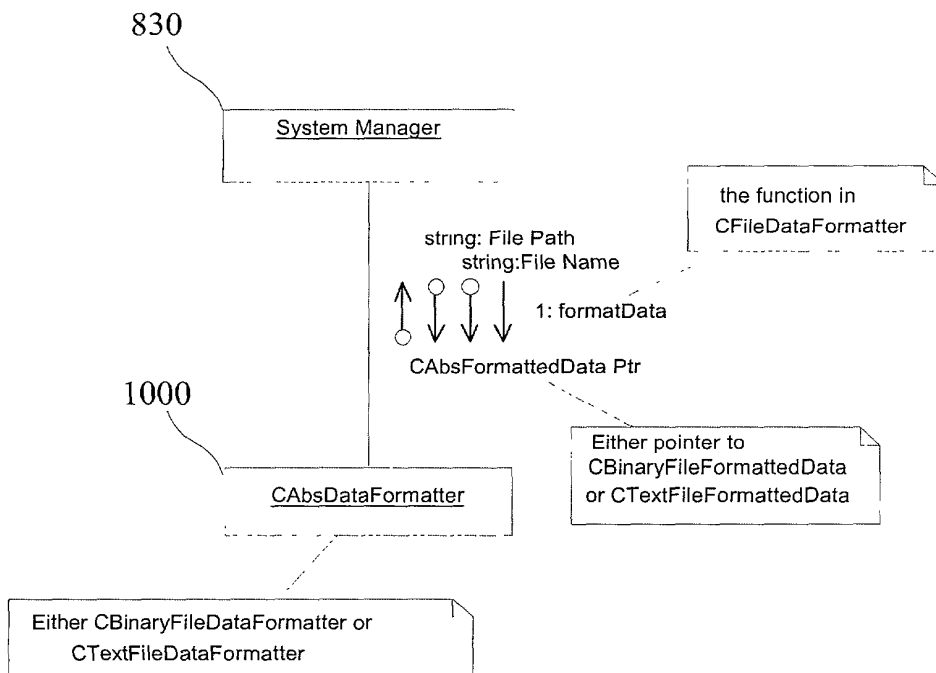 830
System Manager
the function in
CFileDataFormatter
string: File Path
string:File Name
1: formatData
CAbsFormattedData Ptr
1000
Either pointer to
CBinaryFileFormattedData
or CTextFileFormattedData
CAbsDataFormatter
Either CBinaryFileDataFormatter or
CTextFileDataFormatter